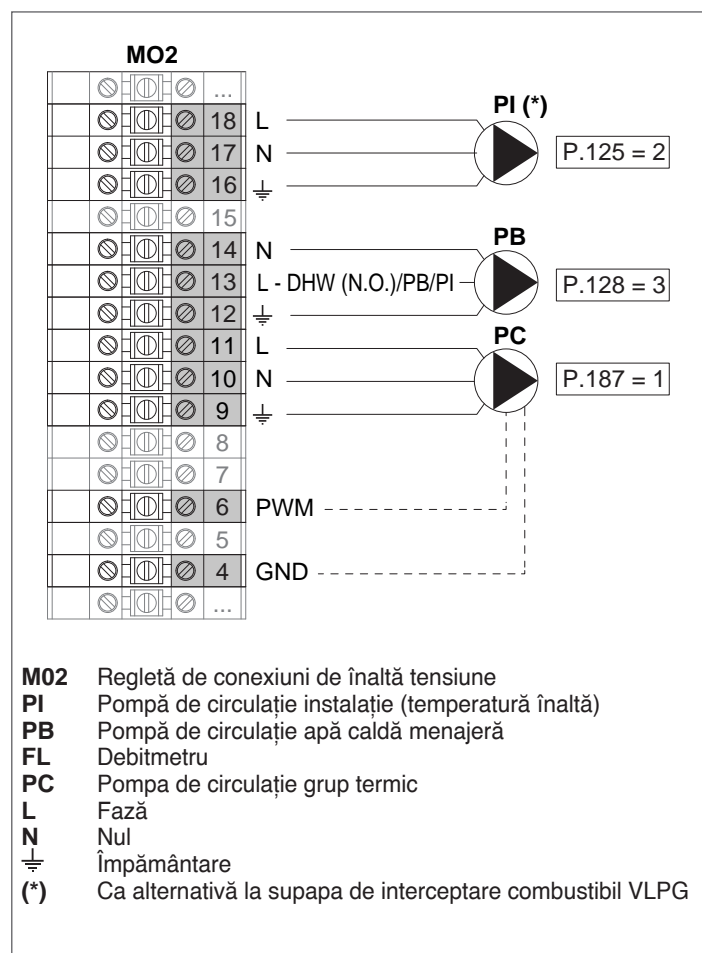 MO2
...
18 L
PI (*)
17 N
P.125 = 2
16
15
14 N
PB
13 L - DHW (N.O.)/PB/PI
P.128 = 3
12
11 L
PC
10 N
P.187 = 1
9
8
7
6 PWM
5
4 GND
...
M02 Regletă de conexiuni de înaltă tensiune
PI Pompă de circulație instalație (temperatură înaltă)
PB Pompă de circulație apă caldă menajeră
FL Debitmetru
PC Pompa de circulație grup termic
L Fază
N Nul
⏚ Împământare
(*) Ca alternativă la supapa de interceptare combustibil VLPG